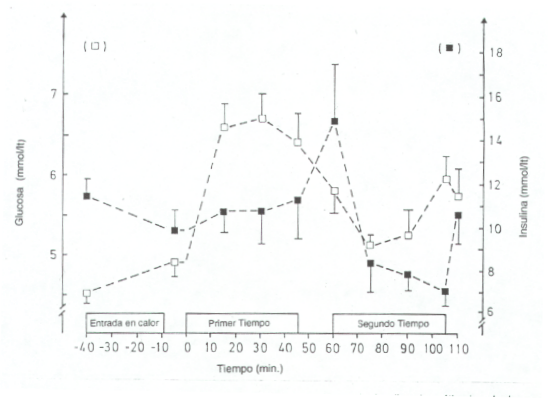 (□) (■)
7
6
5
18
16
14
12
10
8
6
Glucosa (mmol/lt)
Insulina (mmol/lt)
Entrada en calor Primer Tiempo Segundo Tiempo
-40 -30 -20 -10 0 10 20 30 40 50 60 70 80 90 100 110
Tiempo (min.)